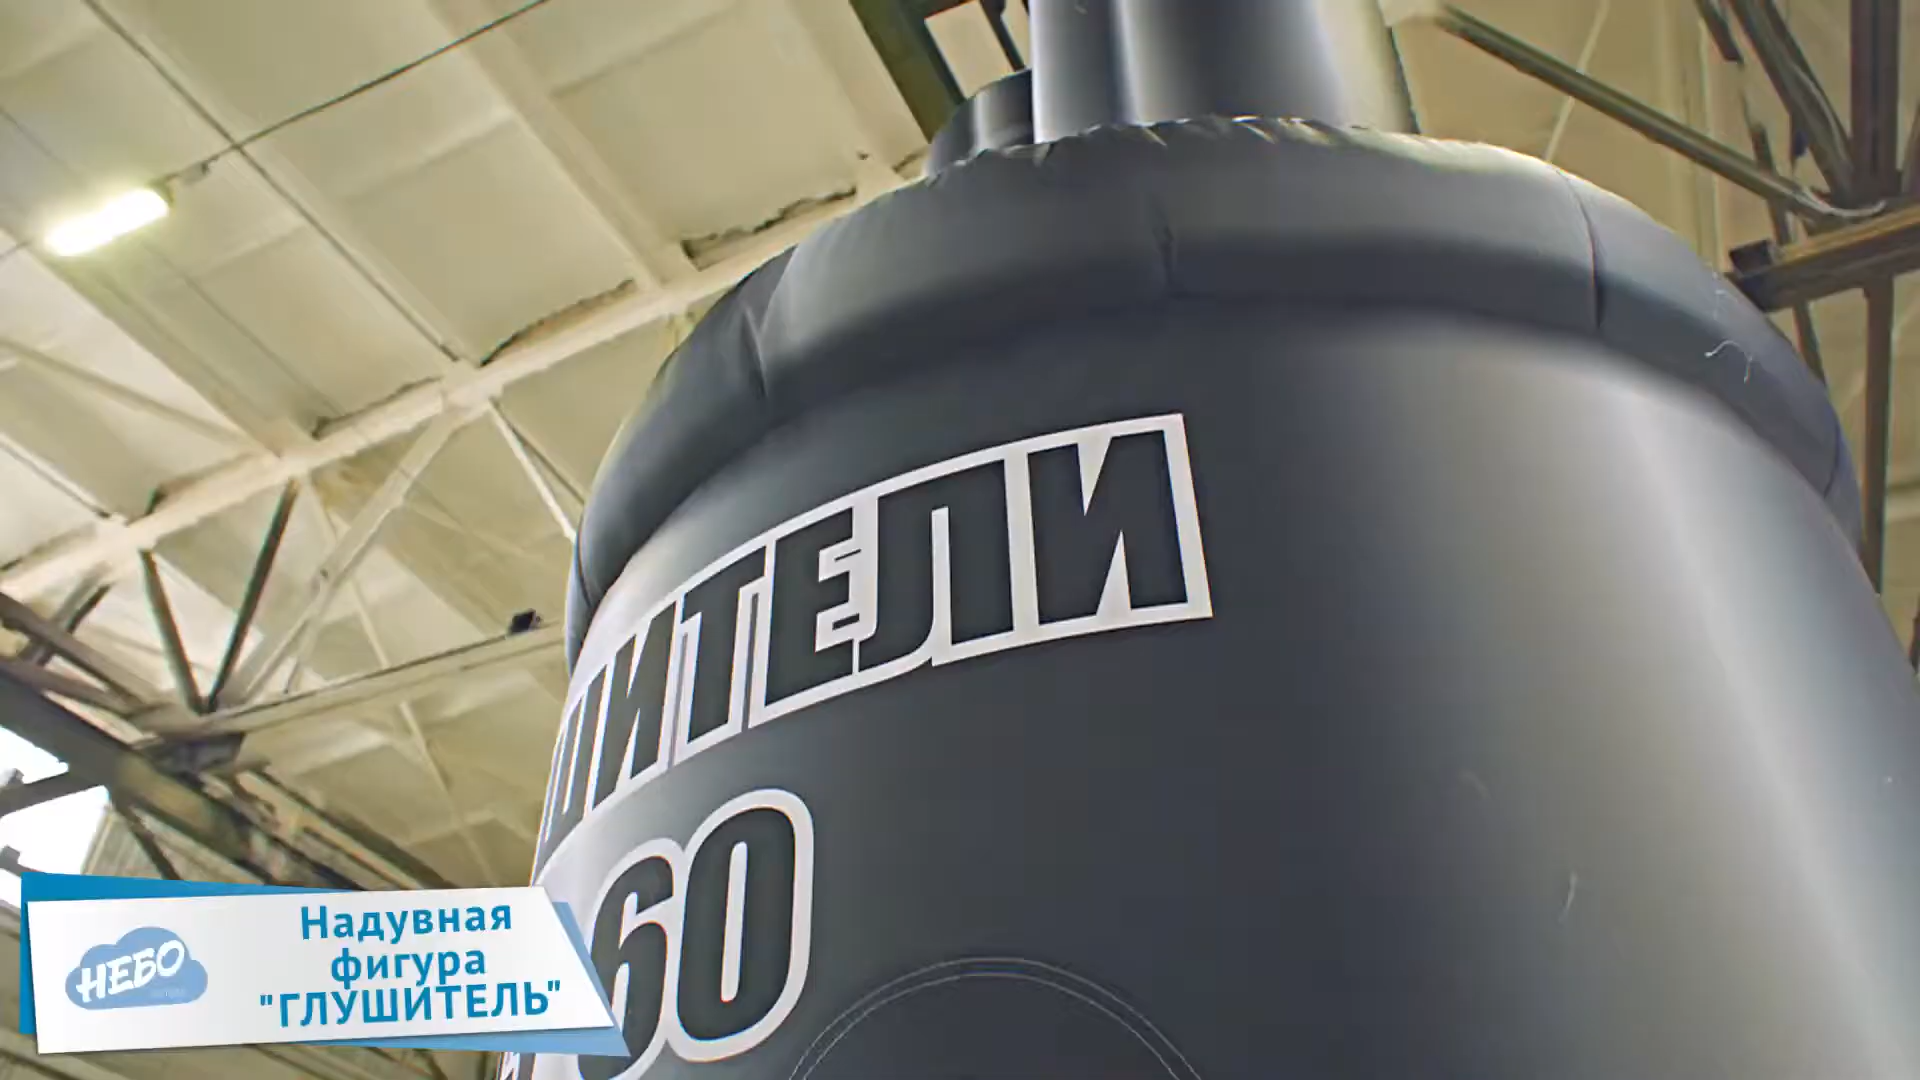 ШИТЕЛИ
60
НЕБО
Надувная
фигура
"ГЛУШИТЕЛЬ"